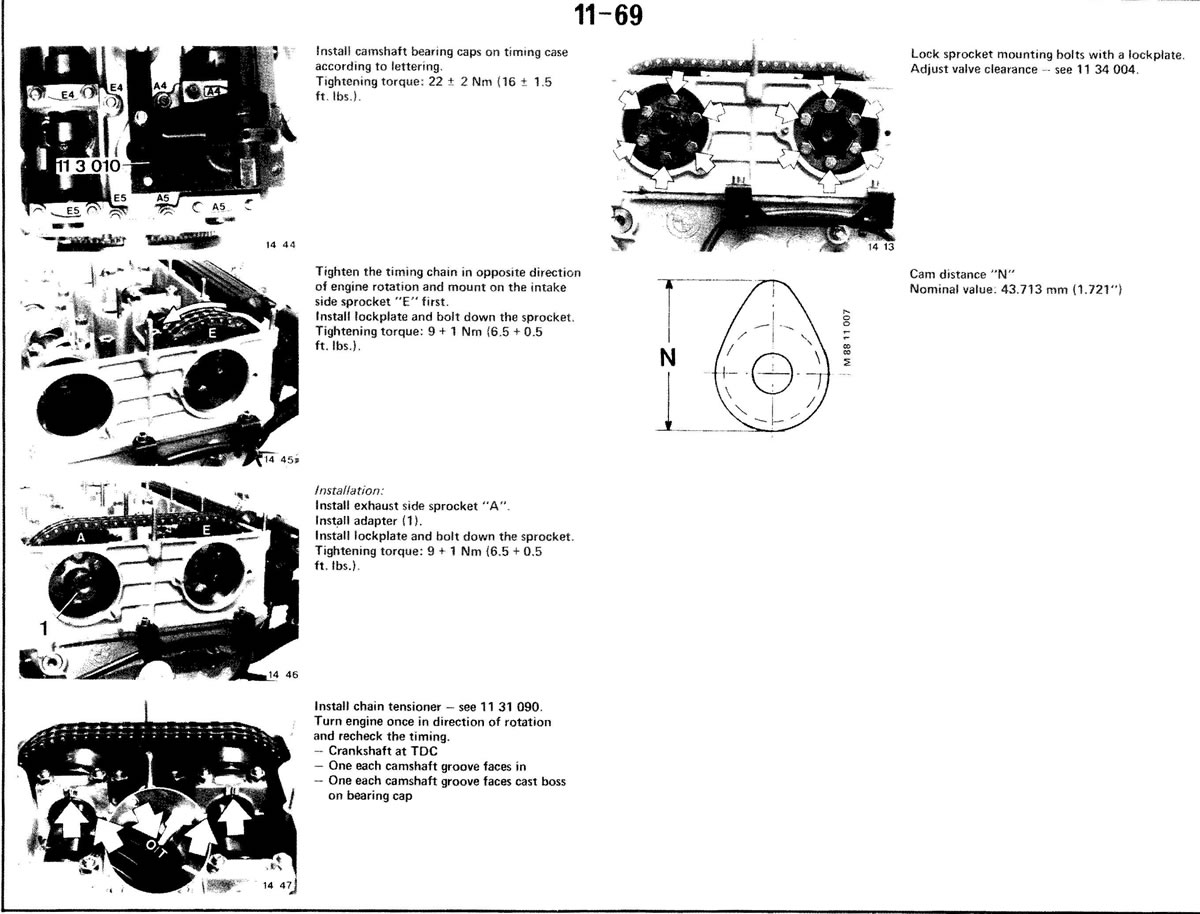 11-69
E4
E4
A4
A4
11 3 010
E5
E5
A5
A5
14 44
Install camshaft bearing caps on timing case
according to lettering.
Tightening torque: 22 ± 2 Nm (16 ± 1.5
ft. lbs.).
E
14 45
Tighten the timing chain in opposite direction
of engine rotation and mount on the intake
side sprocket "E" first.
Install lockplate and bolt down the sprocket.
Tightening torque: 9 + 1 Nm (6.5 + 0.5
ft. lbs.).
A
E
1
14 46
Installation:
Install exhaust side sprocket "A".
Install adapter (1).
Install lockplate and bolt down the sprocket.
Tightening torque: 9 + 1 Nm (6.5 + 0.5
ft. lbs.).
O/T
14 47
Install chain tensioner – see 11 31 090.
Turn engine once in direction of rotation
and recheck the timing.
– Crankshaft at TDC
– One each camshaft groove faces in
– One each camshaft groove faces cast boss
on bearing cap
14 13
Lock sprocket mounting bolts with a lockplate.
Adjust valve clearance – see 11 34 004.
N
M 88 11 007
Cam distance "N"
Nominal value: 43.713 mm (1.721")